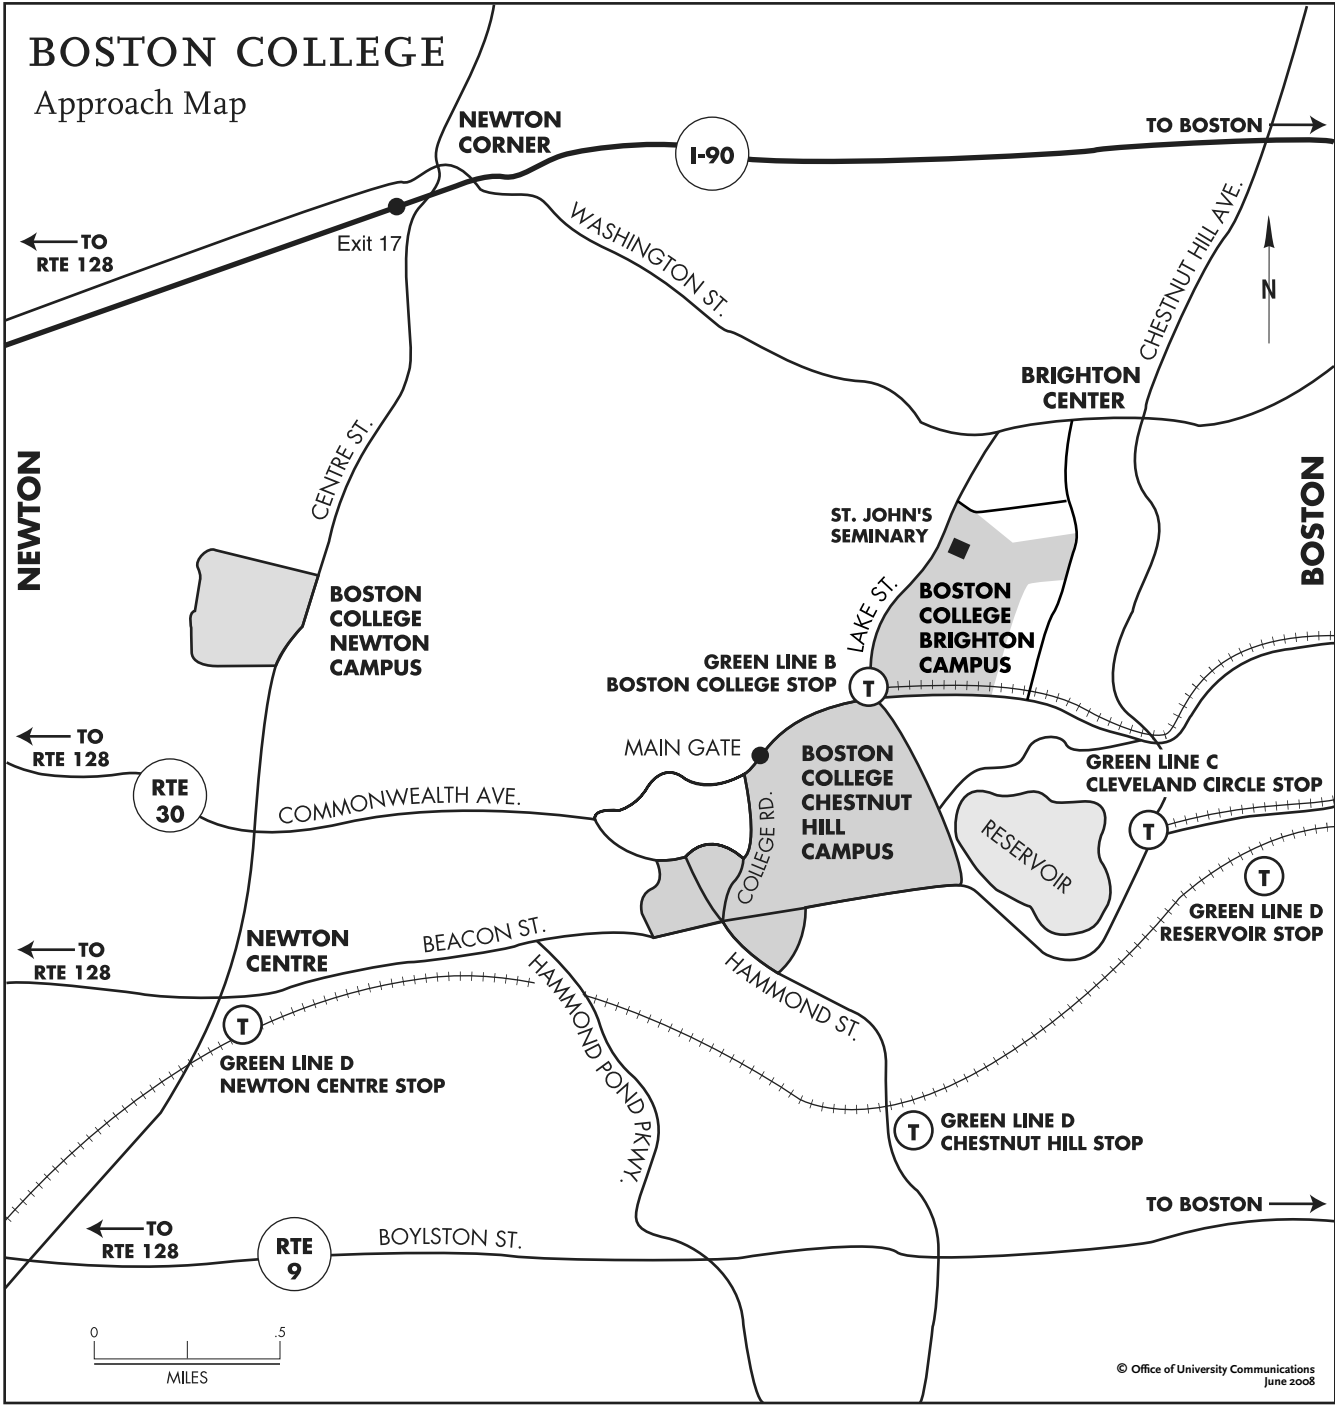 BOSTON COLLEGE
Approach Map
NEWTON
CORNER
I-90
TO BOSTON
TO
RTE 128
Exit 17
WASHINGTON ST.
CHESTNUT HILL AVE.
N
BRIGHTON
CENTER
CENTRE ST.
NEWTON
BOSTON
ST. JOHN'S
SEMINARY
BOSTON
COLLEGE
NEWTON
CAMPUS
LAKE ST.
BOSTON
COLLEGE
BRIGHTON
CAMPUS
GREEN LINE B
BOSTON COLLEGE STOP
T
TO
RTE 128
RTE
30
COMMONWEALTH AVE.
MAIN GATE
BOSTON
COLLEGE
CHESTNUT
HILL
CAMPUS
COLLEGE RD.
GREEN LINE C
CLEVELAND CIRCLE STOP
T
RESERVOIR
T
GREEN LINE D
RESERVOIR STOP
TO
RTE 128
NEWTON
CENTRE
BEACON ST.
HAMMOND ST.
HAMMOND POND PKWY.
T
GREEN LINE D
NEWTON CENTRE STOP
T
GREEN LINE D
CHESTNUT HILL STOP
TO
RTE 128
RTE
9
BOYLSTON ST.
TO BOSTON
0 .5
MILES
© Office of University Communications
June 2008